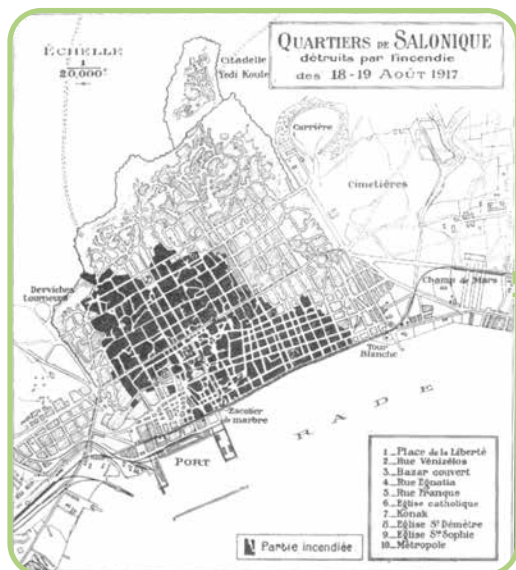 ÉCHELLE
1
20,000e
QUARTIERS DE SALONIQUE
détruits par l'incendie
des 18-19 AOÛT 1917
Citadelle
Yedi Koulé
Carrière
Cimetières
Derviches
tourneurs
Champ de Mars
Tour
Blanche
Escalier
de marbre
RADE
PORT
1_Place de la Liberté
2_Rue Vénizélos
3_Bazar couvert
4_Rue Egnatia
5_Rue Franque
6_Eglise catholique
7_Konak
8_Eglise St Démètre
9_Eglise Ste Sophie
10_Métropole
Partie incendiée